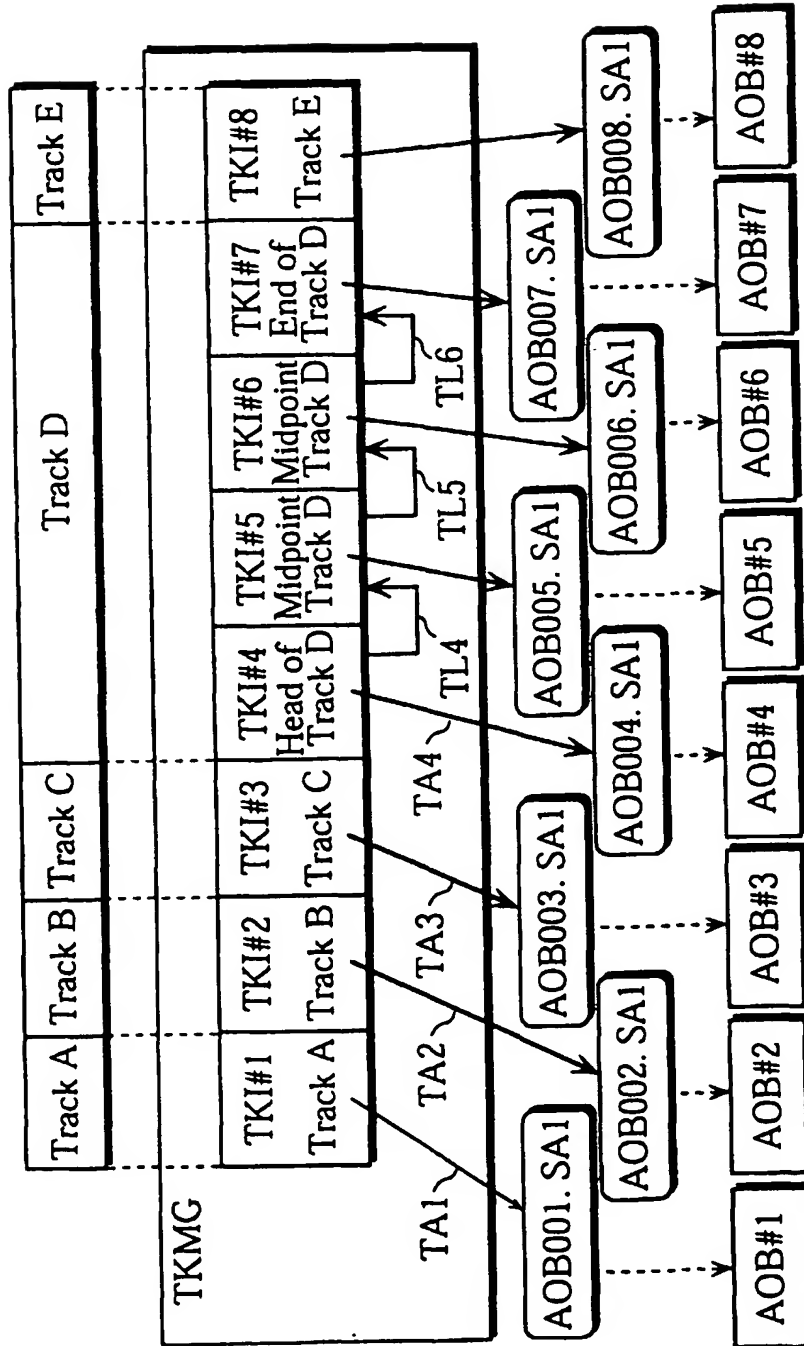 Track A
Track B
Track C
Track D
Track E
TKMG
TKI#1
Track A
TKI#2
Track B
TKI#3
Track C
TKI#4
Head of
Track D
TKI#5
Midpoint
Track D
TKI#6
Midpoint
Track D
TKI#7
End of
Track D
TKI#8
Track E
TA1
TA2
TA3
TA4
TL4
TL5
TL6
AOB001. SA1
AOB002. SA1
AOB003. SA1
AOB004. SA1
AOB005. SA1
AOB006. SA1
AOB007. SA1
AOB008. SA1
AOB#1
AOB#2
AOB#3
AOB#4
AOB#5
AOB#6
AOB#7
AOB#8